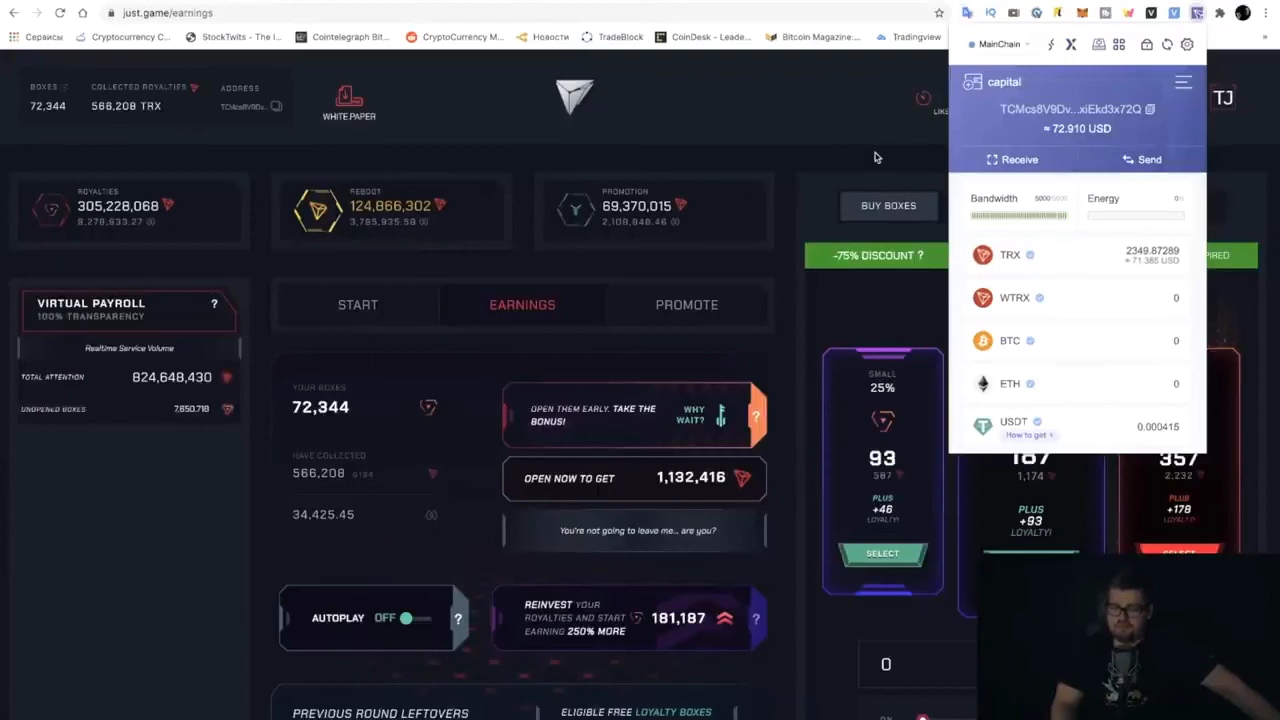 just.game/earnings
Сервисы
Cryptocurrency C...
StockTwits - The I...
Cointelegraph Bit...
CryptoCurrency M...
Новости
TradeBlock
CoinDesk - Leade...
Bitcoin Magazine:...
Tradingview
BOXES
72,344
COLLECTED ROYALTIES
566,208 TRX
ADDRESS
WHITE PAPER
TJ
MainChain
capital
TCMcs8V9Dv...xiEkd3x72Q
≈ 72.910 USD
Receive
Send
Bandwidth
Energy
TRX
2349.87289
≈ 71.385 USD
WTRX
0
BTC
0
ETH
0
USDT
How to get
0.000415
ROYALTIES
305,228,068
REBOOT
124,866,302
PROMOTION
69,370,015
BUY BOXES
-75% DISCOUNT ?
VIRTUAL PAYROLL
?
100% TRANSPARENCY
Realtime Service Volume
TOTAL ATTENTION
824,648,430
UNOPENED BOXES
START
EARNINGS
PROMOTE
YOUR BOXES
72,344
HAVE COLLECTED
566,208
34,425.45
OPEN THEM EARLY. TAKE THE
BONUS!
WHY
WAIT?
?
OPEN NOW TO GET
1,132,416
You're not going to leave me... are you?
AUTOPLAY
OFF
?
REINVEST YOUR
ROYALTIES AND START
EARNING 250% MORE
181,187
?
SMALL
25%
93
PLUS
+46
LOYALTY!
SELECT
1,174
PLUS
+93
LOYALTY!
357
2,232
PLUS
+178
LOYALTY!
0
PREVIOUS ROUND LEFTOVERS
ELIGIBLE FREE LOYALTY BOXES